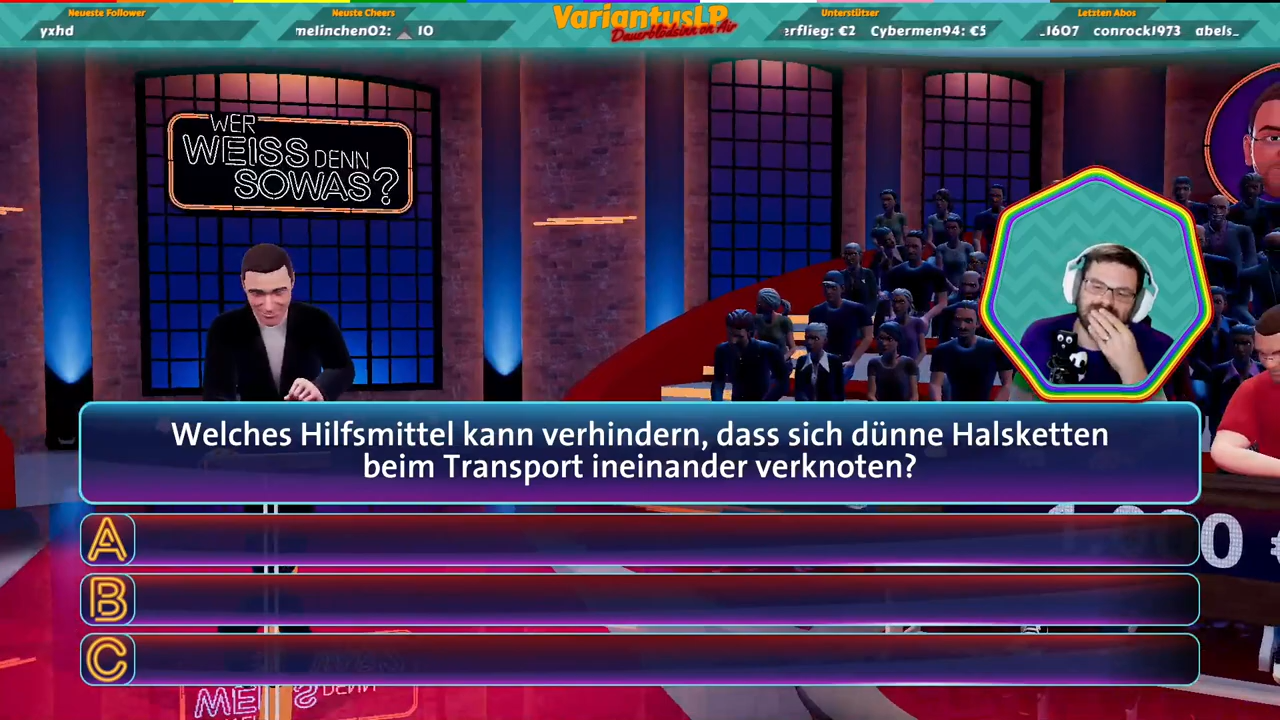 Neueste Follower
yxhd
Neuste Cheers
melinchen02: 10
VariantusLP
Dauerblödsinn on Air
Unterstützer
erflieg: €2 Cybermen94: €5
Letzten Abos
_1607 conrock1973 abels_
WER
WEISS DENN
SOWAS?
Welches Hilfsmittel kann verhindern, dass sich dünne Halsketten
beim Transport ineinander verknoten?
A
B
C